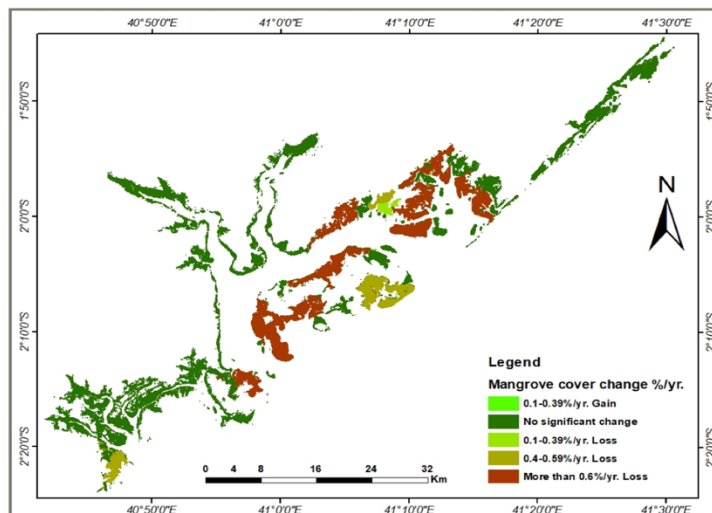 40°50'0"E 41°0'0"E 41°10'0"E 41°20'0"E 41°30'0"E
1°50'0"S 1°50'0"S
N
2°0'0"S 2°0'0"S
2°10'0"S 2°10'0"S
Legend
Mangrove cover change %/yr.
0.1-0.39%/yr. Gain
No significant change
0.1-0.39%/yr. Loss
0.4-0.59%/yr. Loss
More than 0.6%/yr. Loss
2°20'0"S 2°20'0"S
0 4 8 16 24 32
Km
40°50'0"E 41°0'0"E 41°10'0"E 41°20'0"E 41°30'0"E